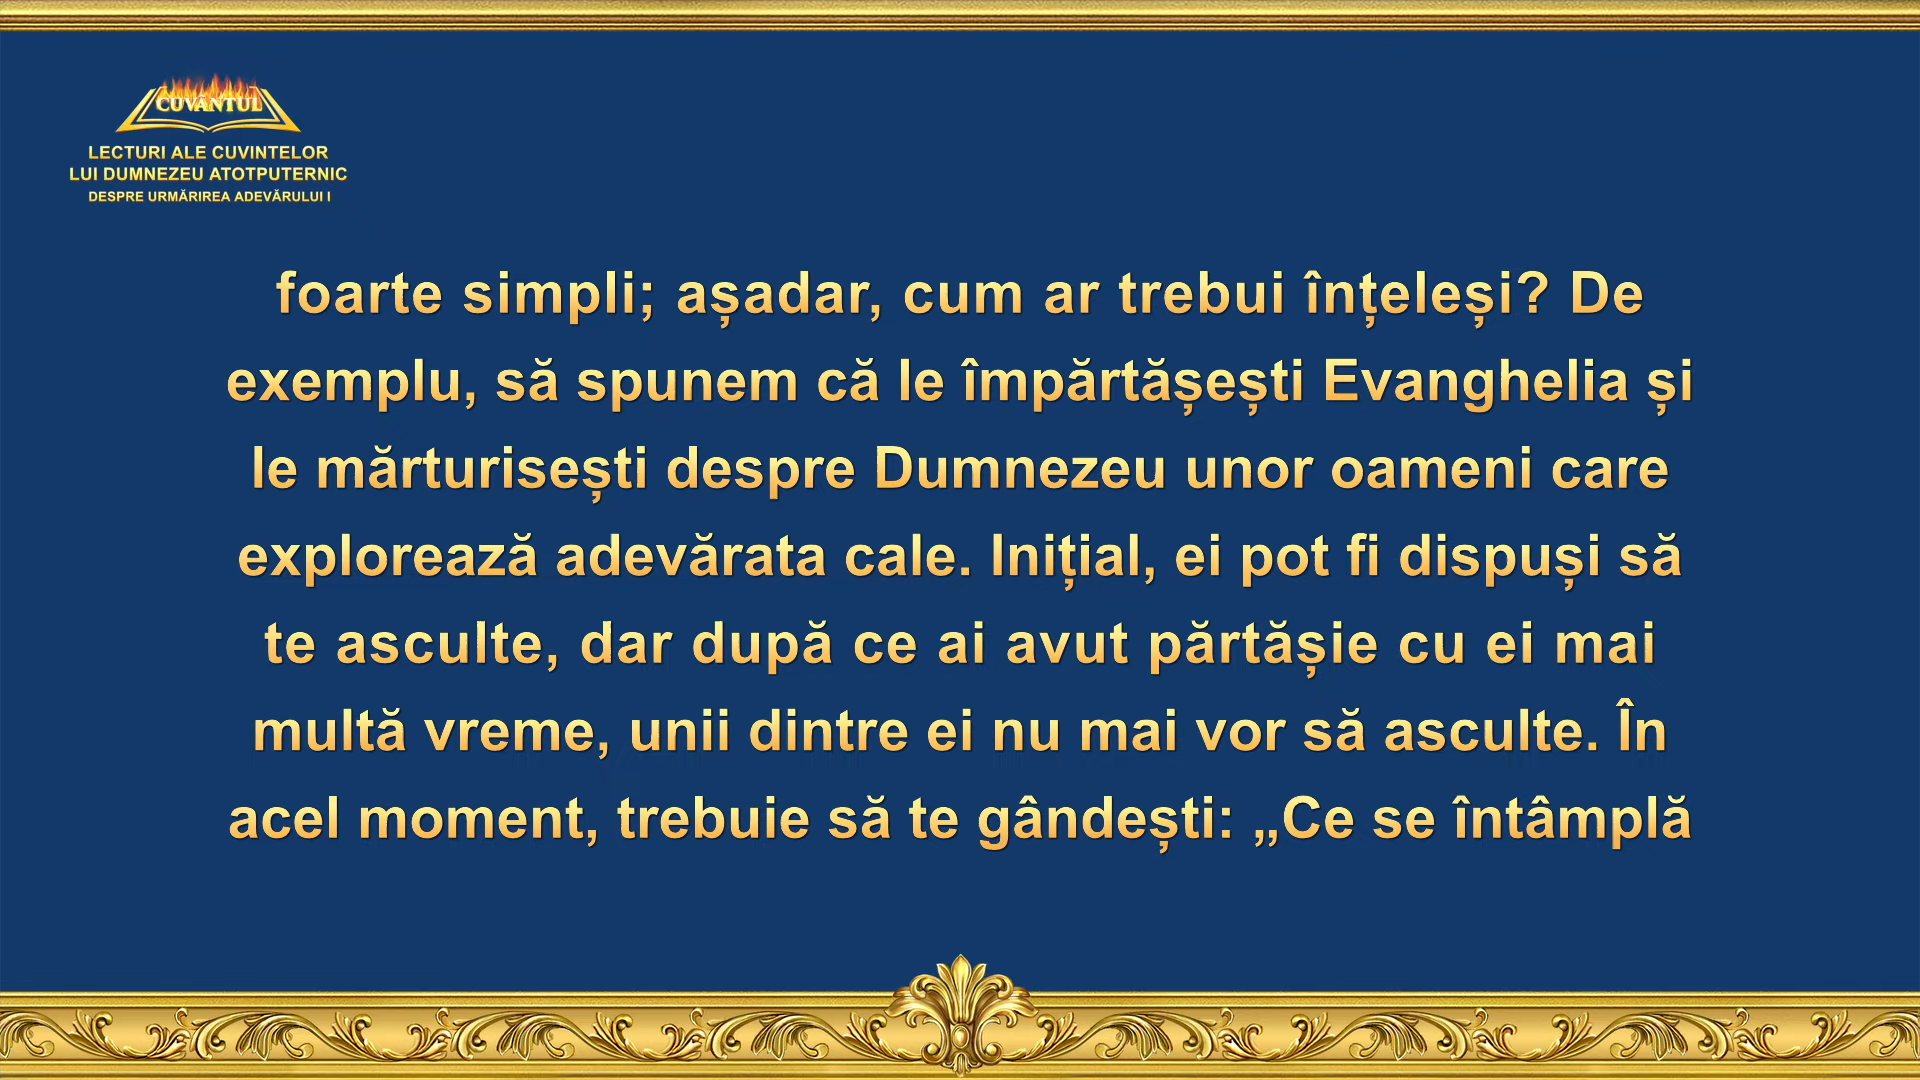 CUVÂNTUL
LECTURI ALE CUVINTELOR
LUI DUMNEZEU ATOTPUTERNIC
DESPRE URMĂRIREA ADEVĂRULUI I
foarte simpli; așadar, cum ar trebui înțeleși? De
exemplu, să spunem că le împărtășești Evanghelia și
le mărturisești despre Dumnezeu unor oameni care
explorează adevărata cale. Inițial, ei pot fi dispuși să
te asculte, dar după ce ai avut părtășie cu ei mai
multă vreme, unii dintre ei nu mai vor să asculte. În
acel moment, trebuie să te gândești: „Ce se întâmplă